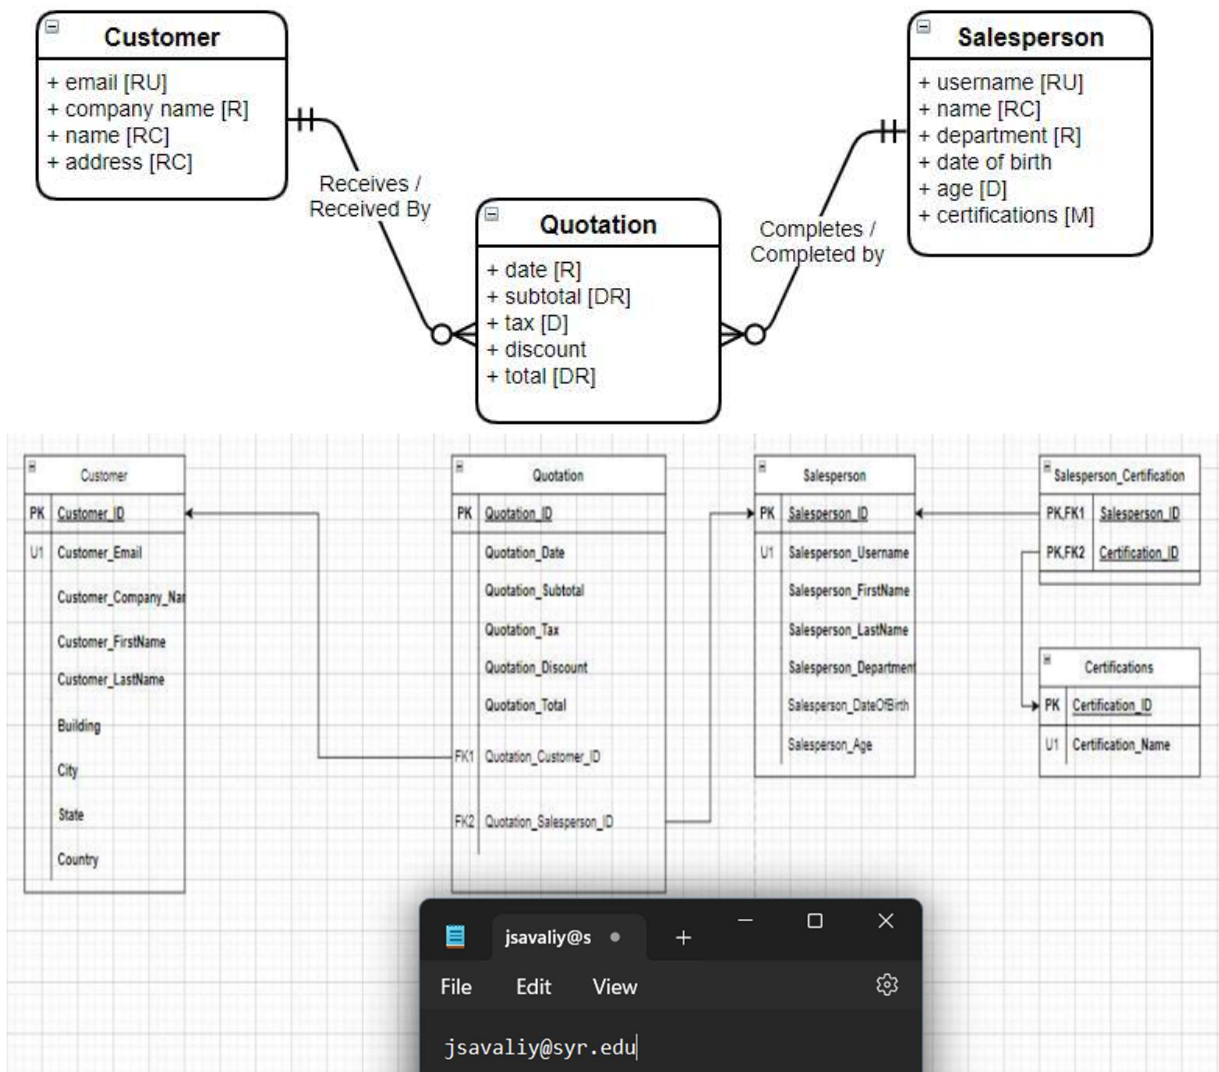 Customer
+ email [RU]
+ company name [R]
+ name [RC]
+ address [RC]
Salesperson
+ username [RU]
+ name [RC]
+ department [R]
+ date of birth
+ age [D]
+ certifications [M]
Receives /
Received By
Completes /
Completed by
Quotation
+ date [R]
+ subtotal [DR]
+ tax [D]
+ discount
+ total [DR]
Customer
PK Customer_ID
U1 Customer_Email
Customer_Company_Nar
Customer_FirstName
Customer_LastName
Building
City
State
Country
Quotation
PK Quotation_ID
Quotation_Date
Quotation_Subtotal
Quotation_Tax
Quotation_Discount
Quotation_Total
FK1 Quotation_Customer_ID
FK2 Quotation_Salesperson_ID
Salesperson
PK Salesperson_ID
U1 Salesperson_Username
Salesperson_FirstName
Salesperson_LastName
Salesperson_Department
Salesperson_DateOfBirth
Salesperson_Age
Salesperson_Certification
PK,FK1 Salesperson_ID
PK,FK2 Certification_ID
Certifications
PK Certification_ID
U1 Certification_Name
jsavaliy@s
File Edit View
jsavaliy@syr.edu